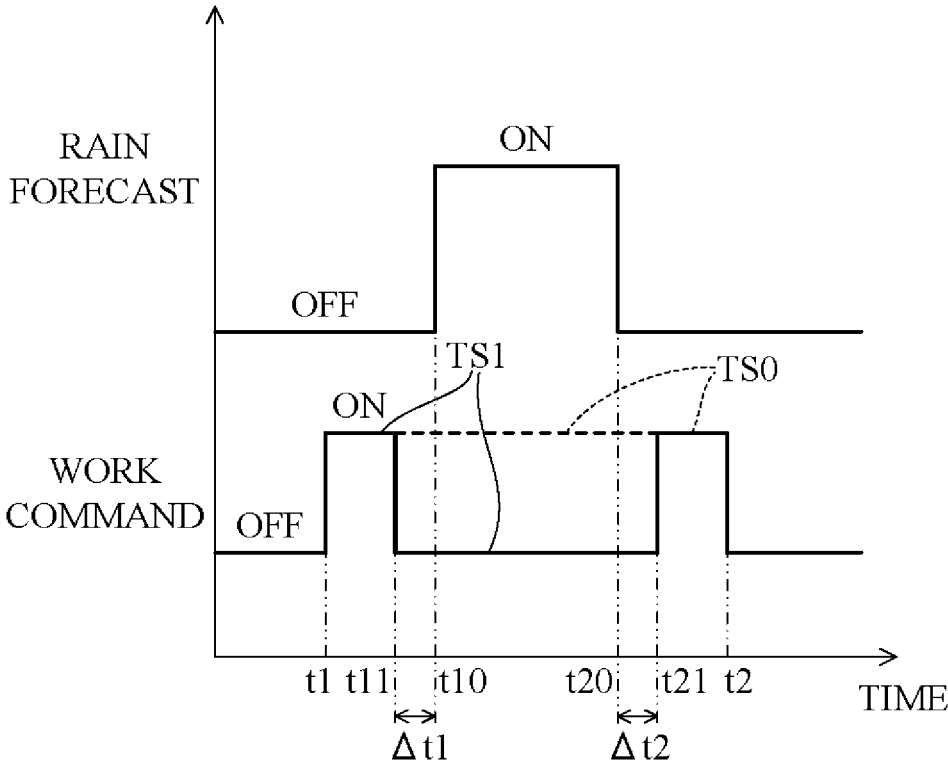 ON
RAIN
FORECAST
OFF
TS1
TS0
ON
WORK
COMMAND
OFF
t1 t11 t10 t20 t21 t2
TIME
Δt1 Δt2